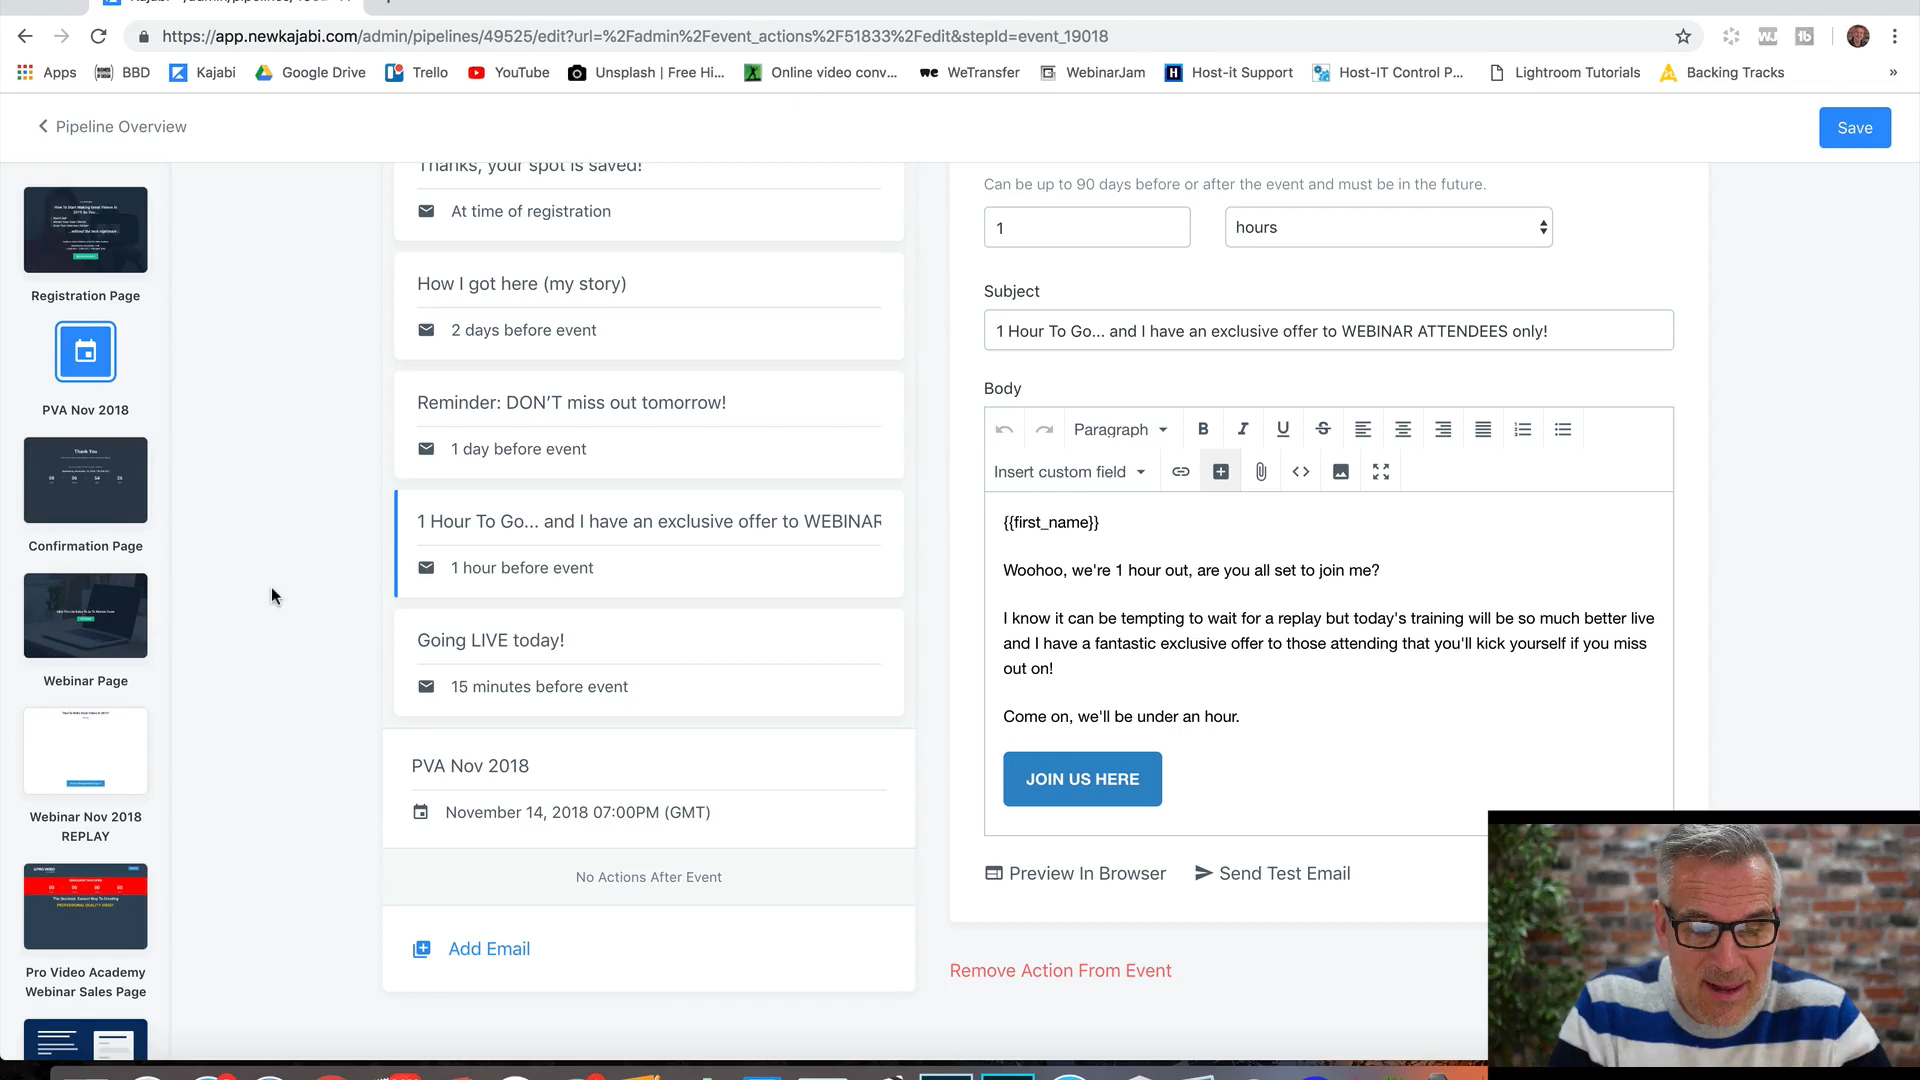 https://app.newkajabi.com/admin/pipelines/49525/edit?url=%2Fadmin%2Fevent_actions%2F51833%2Fedit&stepId=event_19018
Apps
BBD
Kajabi
Google Drive
Trello
YouTube
Unsplash | Free Hi...
Online video conv...
WeTransfer
WebinarJam
Host-it Support
Host-IT Control P...
Lightroom Tutorials
Backing Tracks
»
Pipeline Overview
Save
Registration Page
PVA Nov 2018
Thank You
Confirmation Page
Webinar Page
Webinar Nov 2018
REPLAY
Pro Video Academy
Webinar Sales Page
Thanks, your spot is saved!
At time of registration
How I got here (my story)
2 days before event
Reminder: DON'T miss out tomorrow!
1 day before event
1 Hour To Go... and I have an exclusive offer to WEBINAR
1 hour before event
Going LIVE today!
15 minutes before event
PVA Nov 2018
November 14, 2018 07:00PM (GMT)
No Actions After Event
Add Email
Can be up to 90 days before or after the event and must be in the future.
1
hours
Subject
1 Hour To Go... and I have an exclusive offer to WEBINAR ATTENDEES only!
Body
Paragraph
B
I
U
S
Insert custom field
{{first_name}}
Woohoo, we're 1 hour out, are you all set to join me?
I know it can be tempting to wait for a replay but today's training will be so much better live
and I have a fantastic exclusive offer to those attending that you'll kick yourself if you miss
out on!
Come on, we'll be under an hour.
JOIN US HERE
Preview In Browser
Send Test Email
Remove Action From Event